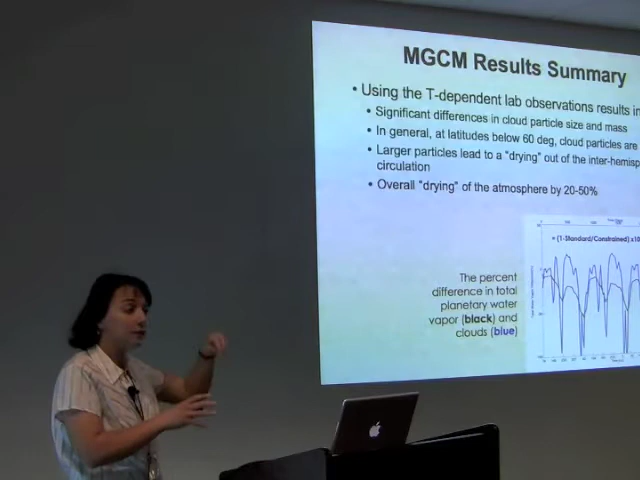 MGCM Results Summary
• Using the T-dependent lab observations results in
• Significant differences in cloud particle size and mass
• In general, at latitudes below 60 deg, cloud particles are
• Larger particles lead to a "drying" out of the inter-hemisp
circulation
• Overall "drying" of the atmosphere by 20-50%
(1-Standard/Constrained) x10
The percent
difference in total
planetary water
vapor (black) and
clouds (blue)